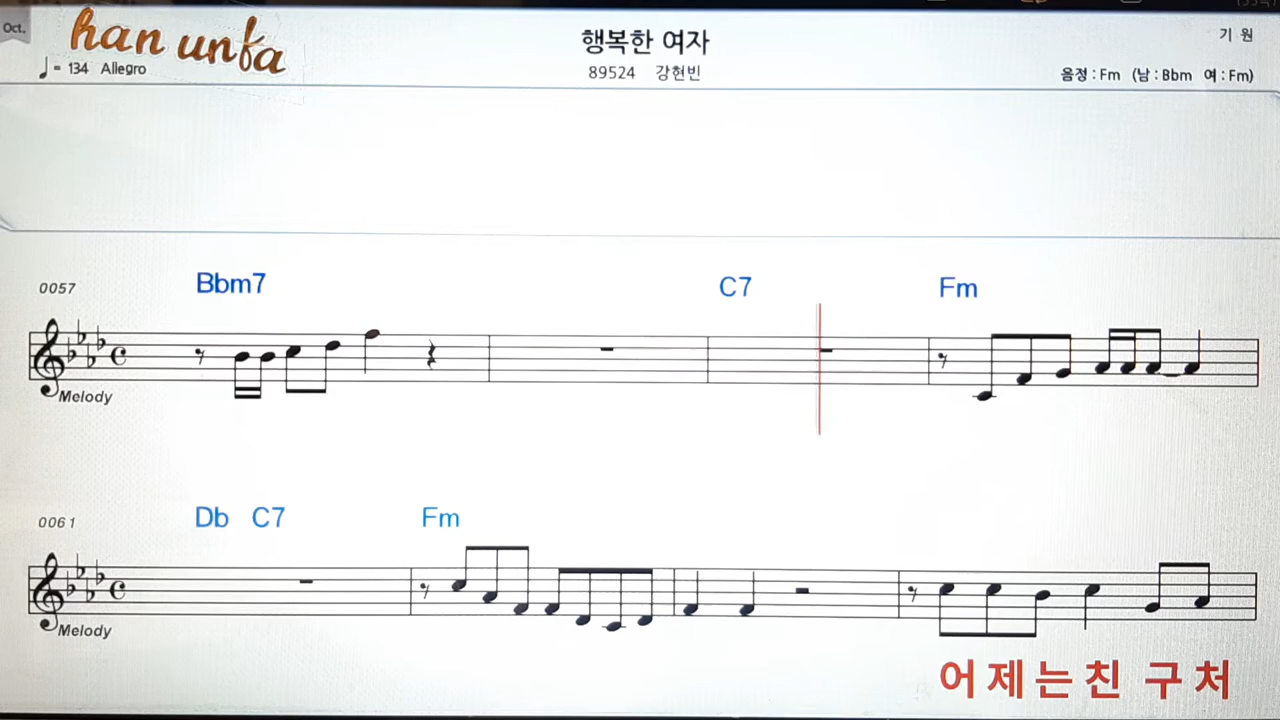 Oct.
han unfa
♩ = 134 Allegro
행복한 여자
89524 강현빈
기 원
음정 : Fm (남 : Bbm 여 : Fm)
0057
Bbm7 C7 Fm
Melody
0061
Db C7 Fm
Melody
어 제 는 친 구 처